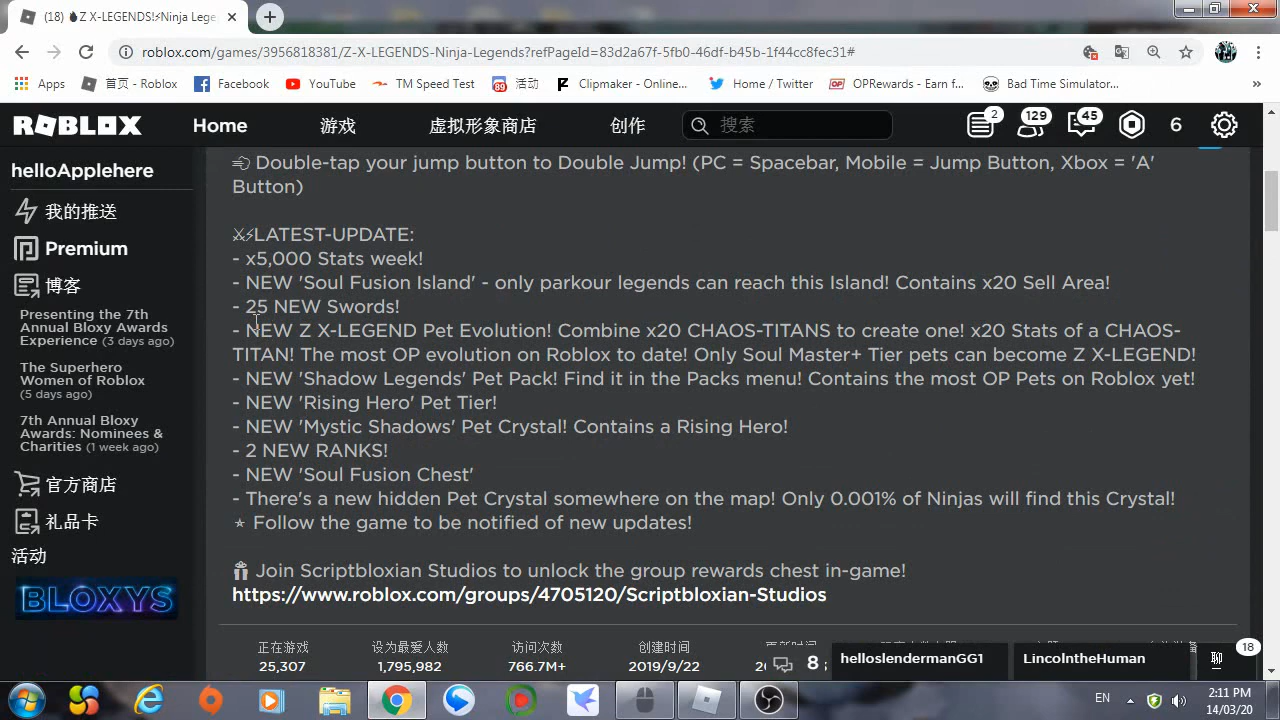 (18) Z X-LEGENDS!⚡Ninja Lege
roblox.com/games/3956818381/Z-X-LEGENDS-Ninja-Legends?refPageId=83d2a67f-5fb0-46df-b45b-1f44cc8fec31#
Apps 首页 - Roblox Facebook YouTube TM Speed Test 89 活动 Clipmaker - Online... Home / Twitter OP OPRewards - Earn f... Bad Time Simulator... »
ROBLOX Home 游戏 虚拟形象商店 创作 搜索 2 129 45 6
helloApplehere
我的推送
Premium
博客
Presenting the 7th
Annual Bloxy Awards
Experience (3 days ago)
The Superhero
Women of Roblox
(5 days ago)
7th Annual Bloxy
Awards: Nominees &
Charities (1 week ago)
官方商店
礼品卡
活动
BLOXYS
Double-tap your jump button to Double Jump! (PC = Spacebar, Mobile = Jump Button, Xbox = 'A'
Button)
⚔⚡LATEST-UPDATE:
- x5,000 Stats week!
- NEW 'Soul Fusion Island' - only parkour legends can reach this Island! Contains x20 Sell Area!
- 25 NEW Swords!
- NEW Z X-LEGEND Pet Evolution! Combine x20 CHAOS-TITANS to create one! x20 Stats of a CHAOS-
TITAN! The most OP evolution on Roblox to date! Only Soul Master+ Tier pets can become Z X-LEGEND!
- NEW 'Shadow Legends' Pet Pack! Find it in the Packs menu! Contains the most OP Pets on Roblox yet!
- NEW 'Rising Hero' Pet Tier!
- NEW 'Mystic Shadows' Pet Crystal! Contains a Rising Hero!
- 2 NEW RANKS!
- NEW 'Soul Fusion Chest'
- There's a new hidden Pet Crystal somewhere on the map! Only 0.001% of Ninjas will find this Crystal!
⭑ Follow the game to be notified of new updates!
Join Scriptbloxian Studios to unlock the group rewards chest in-game!
https://www.roblox.com/groups/4705120/Scriptbloxian-Studios
正在游戏 设为最爱人数 访问次数 创建时间
25,307 1,795,982 766.7M+ 2019/9/22
8 helloslendermanGG1 LincolntheHuman 18
EN 2:11 PM
14/03/20